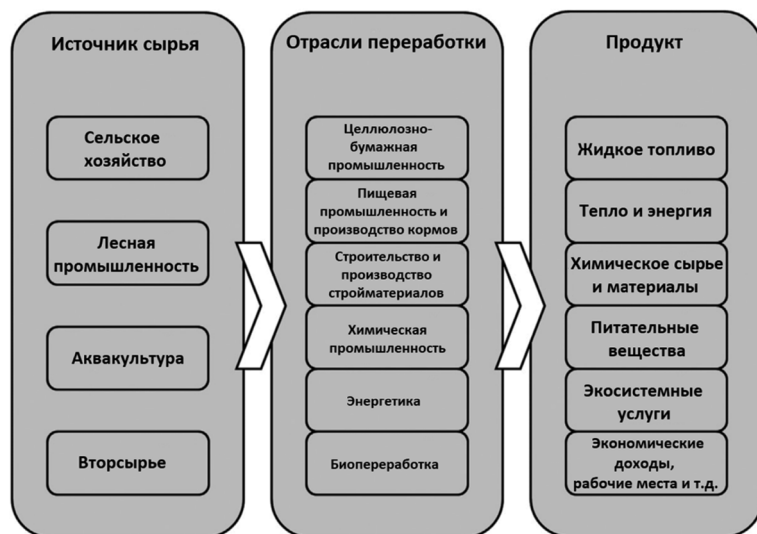 Источник сырья
Сельское
хозяйство
Лесная
промышленность
Аквакультура
Вторсырье
Отрасли переработки
Целлюлозно-
бумажная
промышленность
Пищевая
промышленность и
производство кормов
Строительство и
производство
стройматериалов
Химическая
промышленность
Энергетика
Биопереработка
Продукт
Жидкое топливо
Тепло и энергия
Химическое сырье
и материалы
Питательные
вещества
Экосистемные
услуги
Экономические
доходы,
рабочие места и т.д.